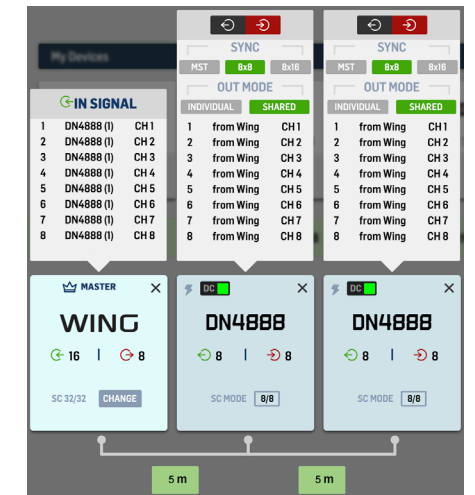 My Devices
IN SIGNAL
1 DN4888 (1) CH 1
2 DN4888 (1) CH 2
3 DN4888 (1) CH 3
4 DN4888 (1) CH 4
5 DN4888 (1) CH 5
6 DN4888 (1) CH 6
7 DN4888 (1) CH 7
8 DN4888 (1) CH 8
SYNC
MST 8x8 8x16
OUT MODE
INDIVIDUAL SHARED
1 from Wing CH 1
2 from Wing CH 2
3 from Wing CH 3
4 from Wing CH 4
5 from Wing CH 5
6 from Wing CH 6
7 from Wing CH 7
8 from Wing CH 8
SYNC
MST 8x8 8x16
OUT MODE
INDIVIDUAL SHARED
1 from Wing CH 1
2 from Wing CH 2
3 from Wing CH 3
4 from Wing CH 4
5 from Wing CH 5
6 from Wing CH 6
7 from Wing CH 7
8 from Wing CH 8
MASTER
WING
16 8
SC 32/32 CHANGE
DC
DN4888
8 8
SC MODE 8/8
DC
DN4888
8 8
SC MODE 8/8
5 m
5 m